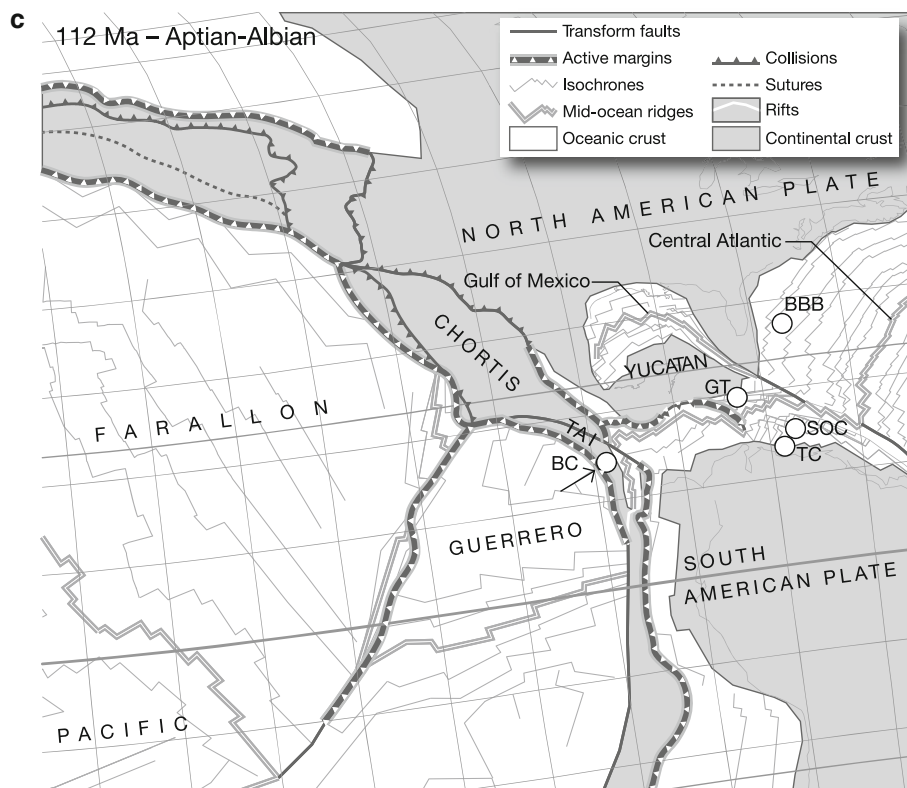 c
112 Ma – Aptian-Albian
Transform faults
Active margins
Collisions
Isochrones
Sutures
Mid-ocean ridges
Rifts
Oceanic crust
Continental crust
NORTH AMERICAN PLATE
Central Atlantic
Gulf of Mexico
BBB
CHORTIS
YUCATAN
GT
FARALLON
TAI
SOC
TC
BC
GUERRERO
SOUTH
AMERICAN PLATE
PACIFIC